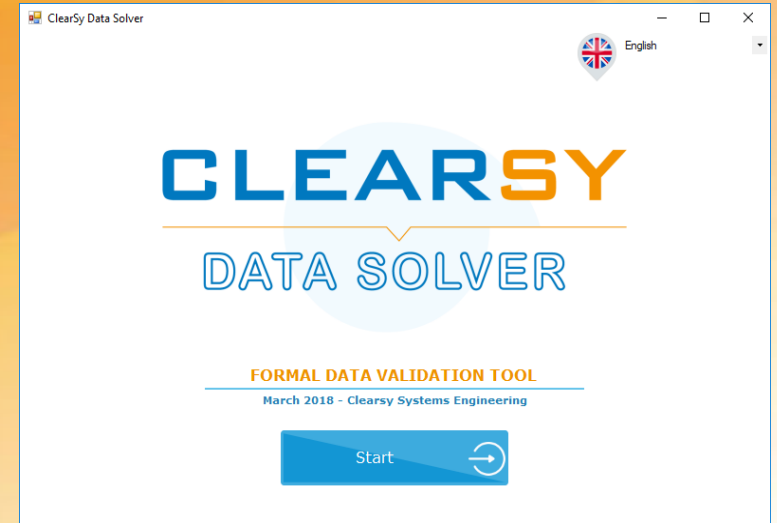 ClearSy Data Solver
English
CLEARSY
DATA SOLVER
FORMAL DATA VALIDATION TOOL
March 2018 - Clearsy Systems Engineering
Start